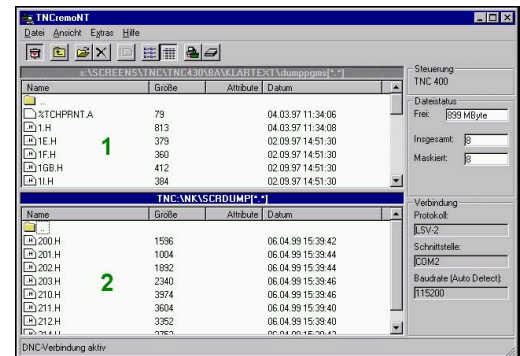 TNCremoNT
Datei Ansicht Extras Hilfe
s:\SCREENS\TNC\TNC430\BA\KLARTEXT\dumppgms[*.*]
Name Größe Attribute Datum
..
%TCHPRNT.A 79 04.03.97 11:34:06
1.H 813 04.03.97 11:34:08
1E.H 379 02.09.97 14:51:30
1F.H 360 02.09.97 14:51:30
1GB.H 412 02.09.97 14:51:30
1I.H 384 02.09.97 14:51:30
1
TNC:\NK\SCRDUMP[*.*]
Name Größe Attribute Datum
..
200.H 1596 06.04.99 15:39:42
201.H 1004 06.04.99 15:39:44
202.H 1892 06.04.99 15:39:44
203.H 2340 06.04.99 15:39:46
210.H 3974 06.04.99 15:39:46
211.H 3604 06.04.99 15:39:40
212.H 3352 06.04.99 15:39:40
2
DNC-Verbindung aktiv
Steuerung
TNC 400
Dateistatus
Frei: 899 MByte
Insgesamt: 8
Maskiert: 8
Verbindung
Protokoll:
LSV-2
Schnittstelle:
COM2
Baudrate (Auto Detect):
115200